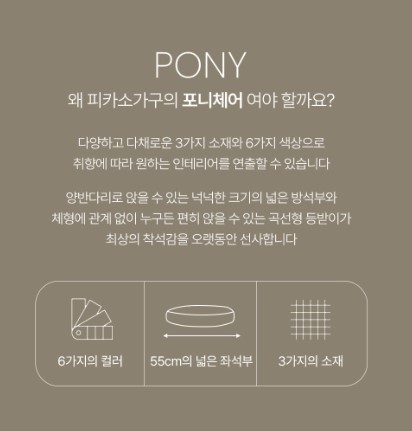 PONY
왜 피카소가구의 포니체어 여야 할까요?
다양하고 다채로운 3가지 소재와 6가지 색상으로
취향에 따라 원하는 인테리어를 연출할 수 있습니다
양반다리로 앉을 수 있는 넉넉한 크기의 넓은 방석부와
체형에 관계 없이 누구든 편히 앉을 수 있는 곡선형 등받이가
최상의 착석감을 오랫동안 선사합니다
6가지의 컬러
55cm의 넓은 좌석부
3가지의 소재